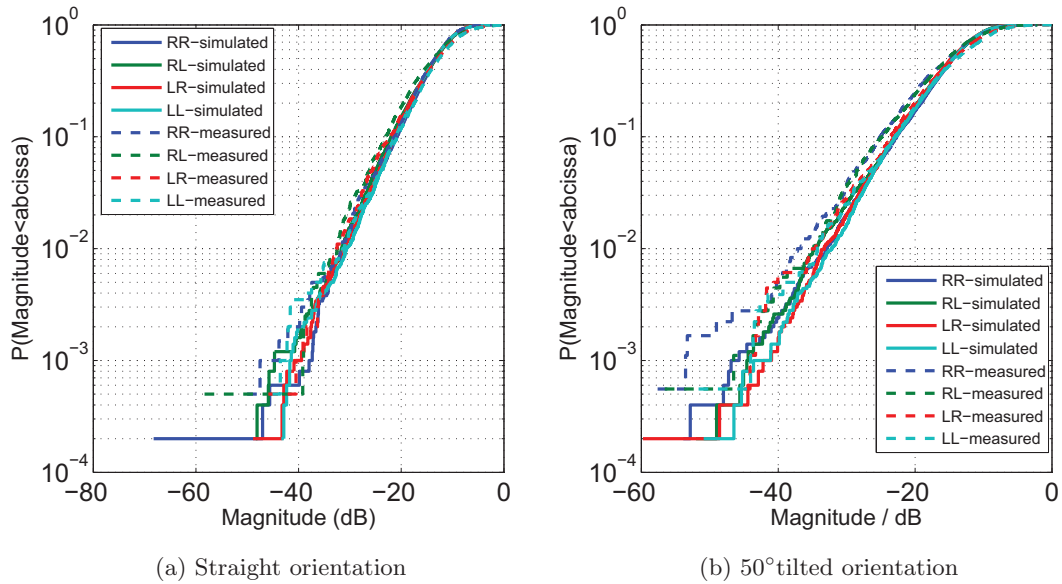 10^0
10^−1
10^−2
10^−3
10^−4
P(Magnitude<abcissa)
RR−simulated
RL−simulated
LR−simulated
LL−simulated
RR−measured
RL−measured
LR−measured
LL−measured
−80 −60 −40 −20 0
Magnitude (dB)
(a) Straight orientation
10^0
10^−1
10^−2
10^−3
10^−4
P(Magnitude<abcissa)
RR−simulated
RL−simulated
LR−simulated
LL−simulated
RR−measured
RL−measured
LR−measured
LL−measured
−60 −40 −20 0
Magnitude / dB
(b) 50°tilted orientation